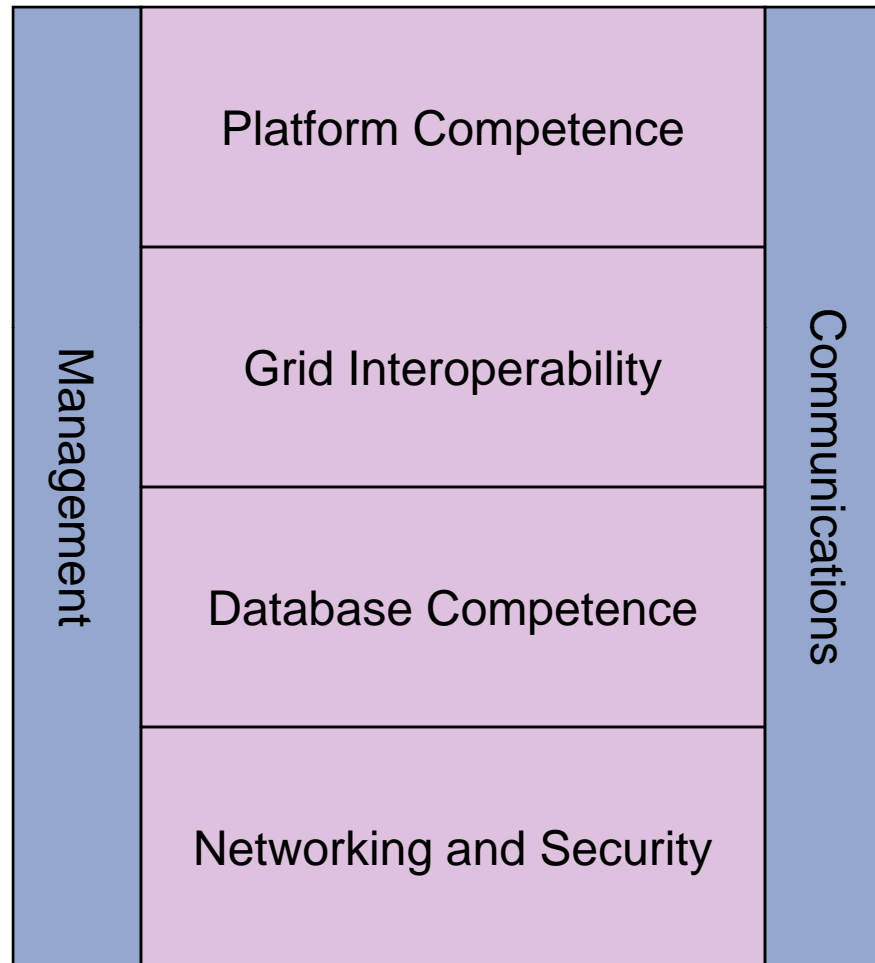 Platform Competence
Management
Grid Interoperability
Communications
Database Competence
Networking and Security